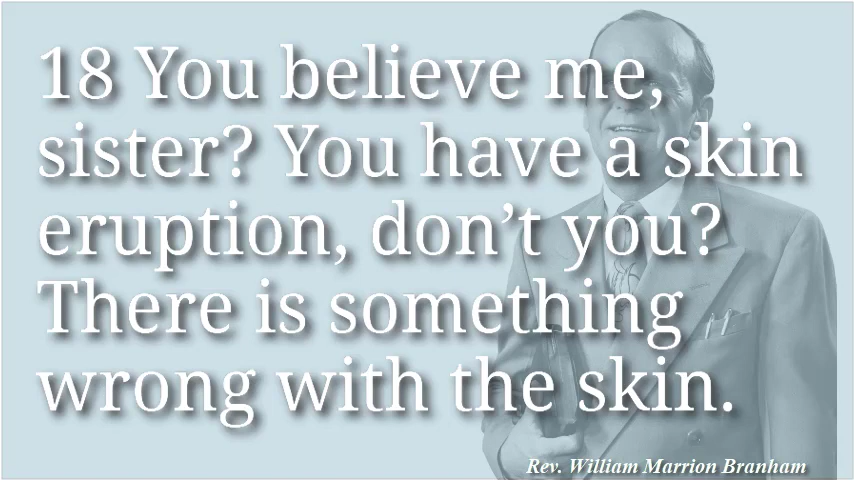 18 You believe me,
sister? You have a skin
eruption, don’t you?
There is something
wrong with the skin.
Rev. William Marrion Branham